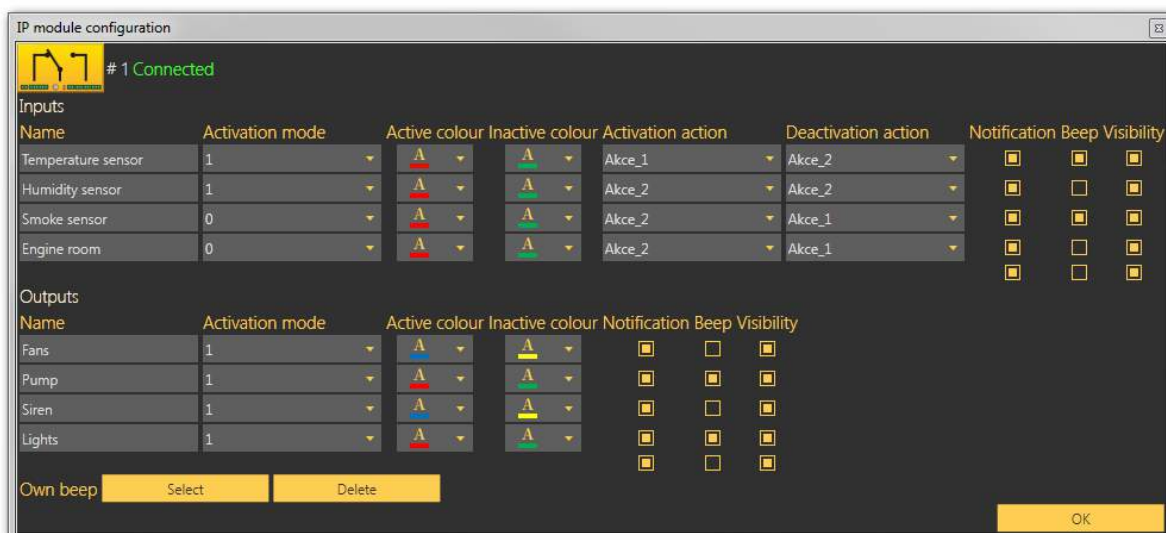 IP module configuration
# 1 Connected
Inputs
Name Activation mode Active colour Inactive colour Activation action Deactivation action Notification Beep Visibility
Temperature sensor 1 A A Akce_1 Akce_2
Humidity sensor 1 A A Akce_2 Akce_2
Smoke sensor 0 A A Akce_2 Akce_1
Engine room 0 A A Akce_2 Akce_1
Outputs
Name Activation mode Active colour Inactive colour Notification Beep Visibility
Fans 1 A A
Pump 1 A A
Siren 1 A A
Lights 1 A A
Own beep Select Delete
OK